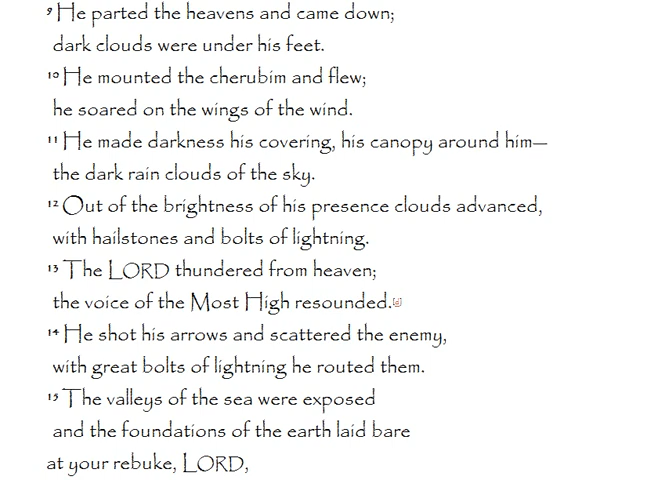 9 He parted the heavens and came down;
dark clouds were under his feet.
10 He mounted the cherubim and flew;
he soared on the wings of the wind.
11 He made darkness his covering, his canopy around him—
the dark rain clouds of the sky.
12 Out of the brightness of his presence clouds advanced,
with hailstones and bolts of lightning.
13 The LORD thundered from heaven;
the voice of the Most High resounded.
14 He shot his arrows and scattered the enemy,
with great bolts of lightning he routed them.
15 The valleys of the sea were exposed
and the foundations of the earth laid bare
at your rebuke, LORD,